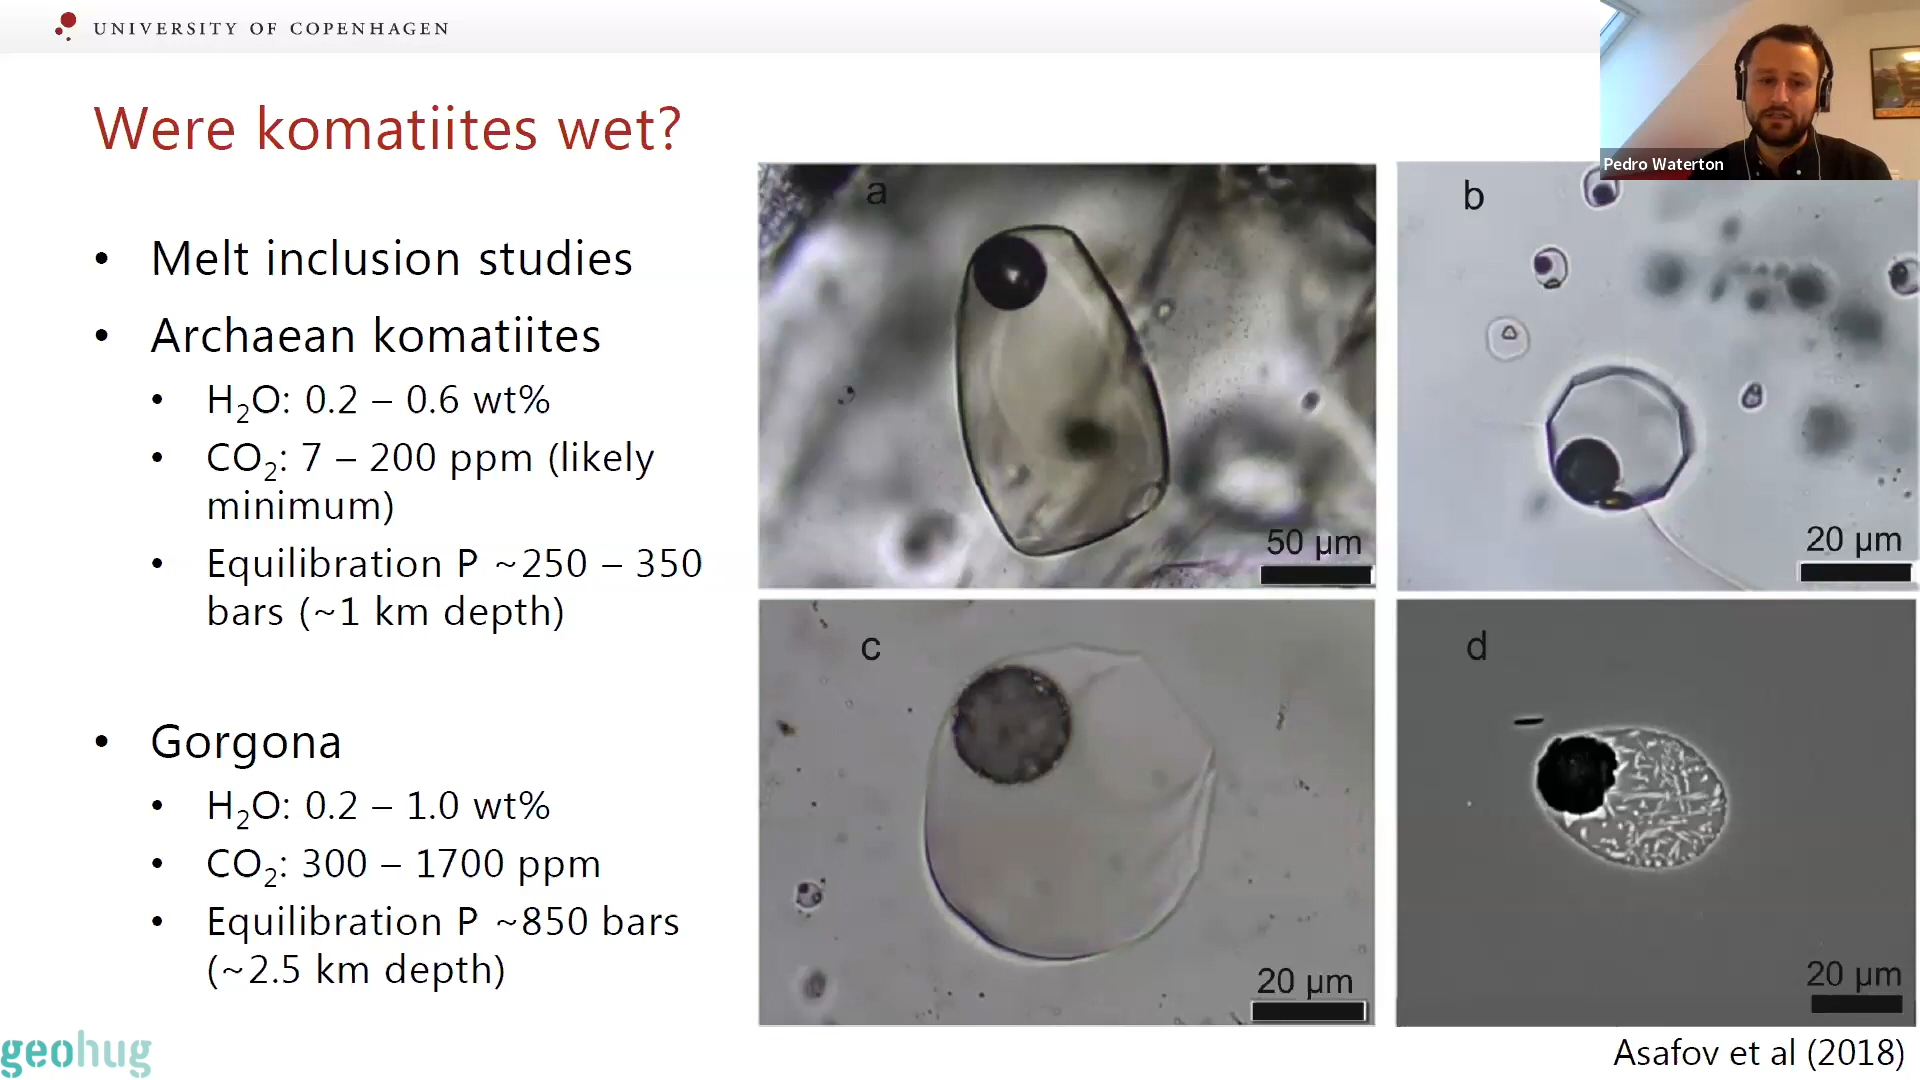 UNIVERSITY OF COPENHAGEN
Pedro Waterton
Were komatiites wet?
• Melt inclusion studies
• Archaean komatiites
• H₂O: 0.2 – 0.6 wt%
• CO₂: 7 – 200 ppm (likely
minimum)
• Equilibration P ~250 – 350
bars (~1 km depth)
• Gorgona
• H₂O: 0.2 – 1.0 wt%
• CO₂: 300 – 1700 ppm
• Equilibration P ~850 bars
(~2.5 km depth)
a
50 µm
b
20 µm
c
20 µm
d
20 µm
geohug
Asafov et al (2018)